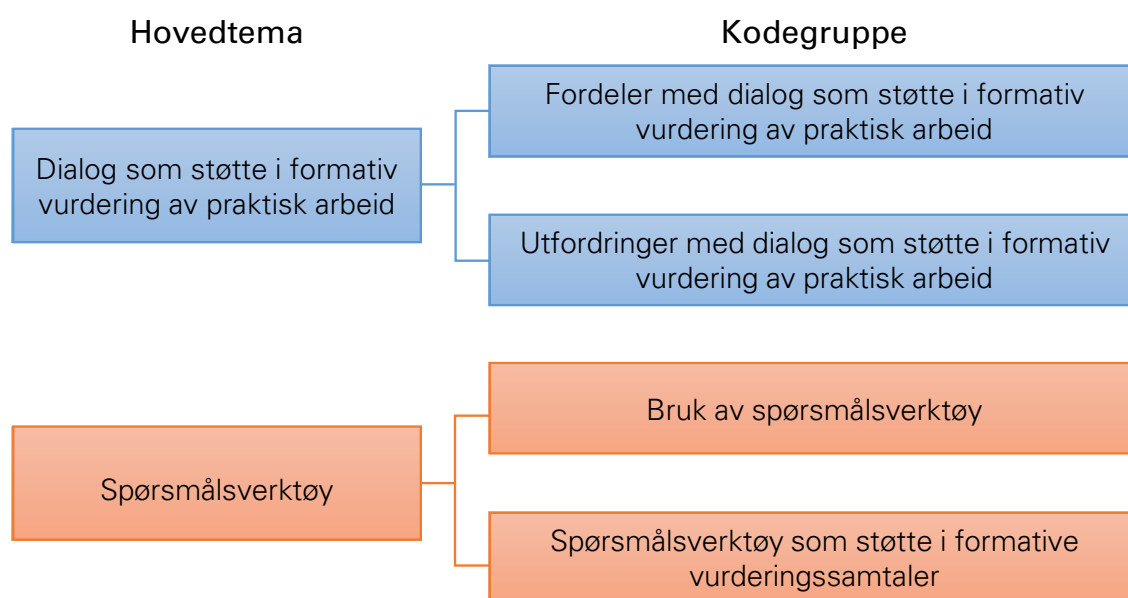 Hovedtema
Kodegruppe
Dialog som støtte i formativ
vurdering av praktisk arbeid
Fordeler med dialog som støtte i formativ
vurdering av praktisk arbeid
Utfordringer med dialog som støtte i formativ
vurdering av praktisk arbeid
Spørsmålsverktøy
Bruk av spørsmålsverktøy
Spørsmålsverktøy som støtte i formative
vurderingssamtaler